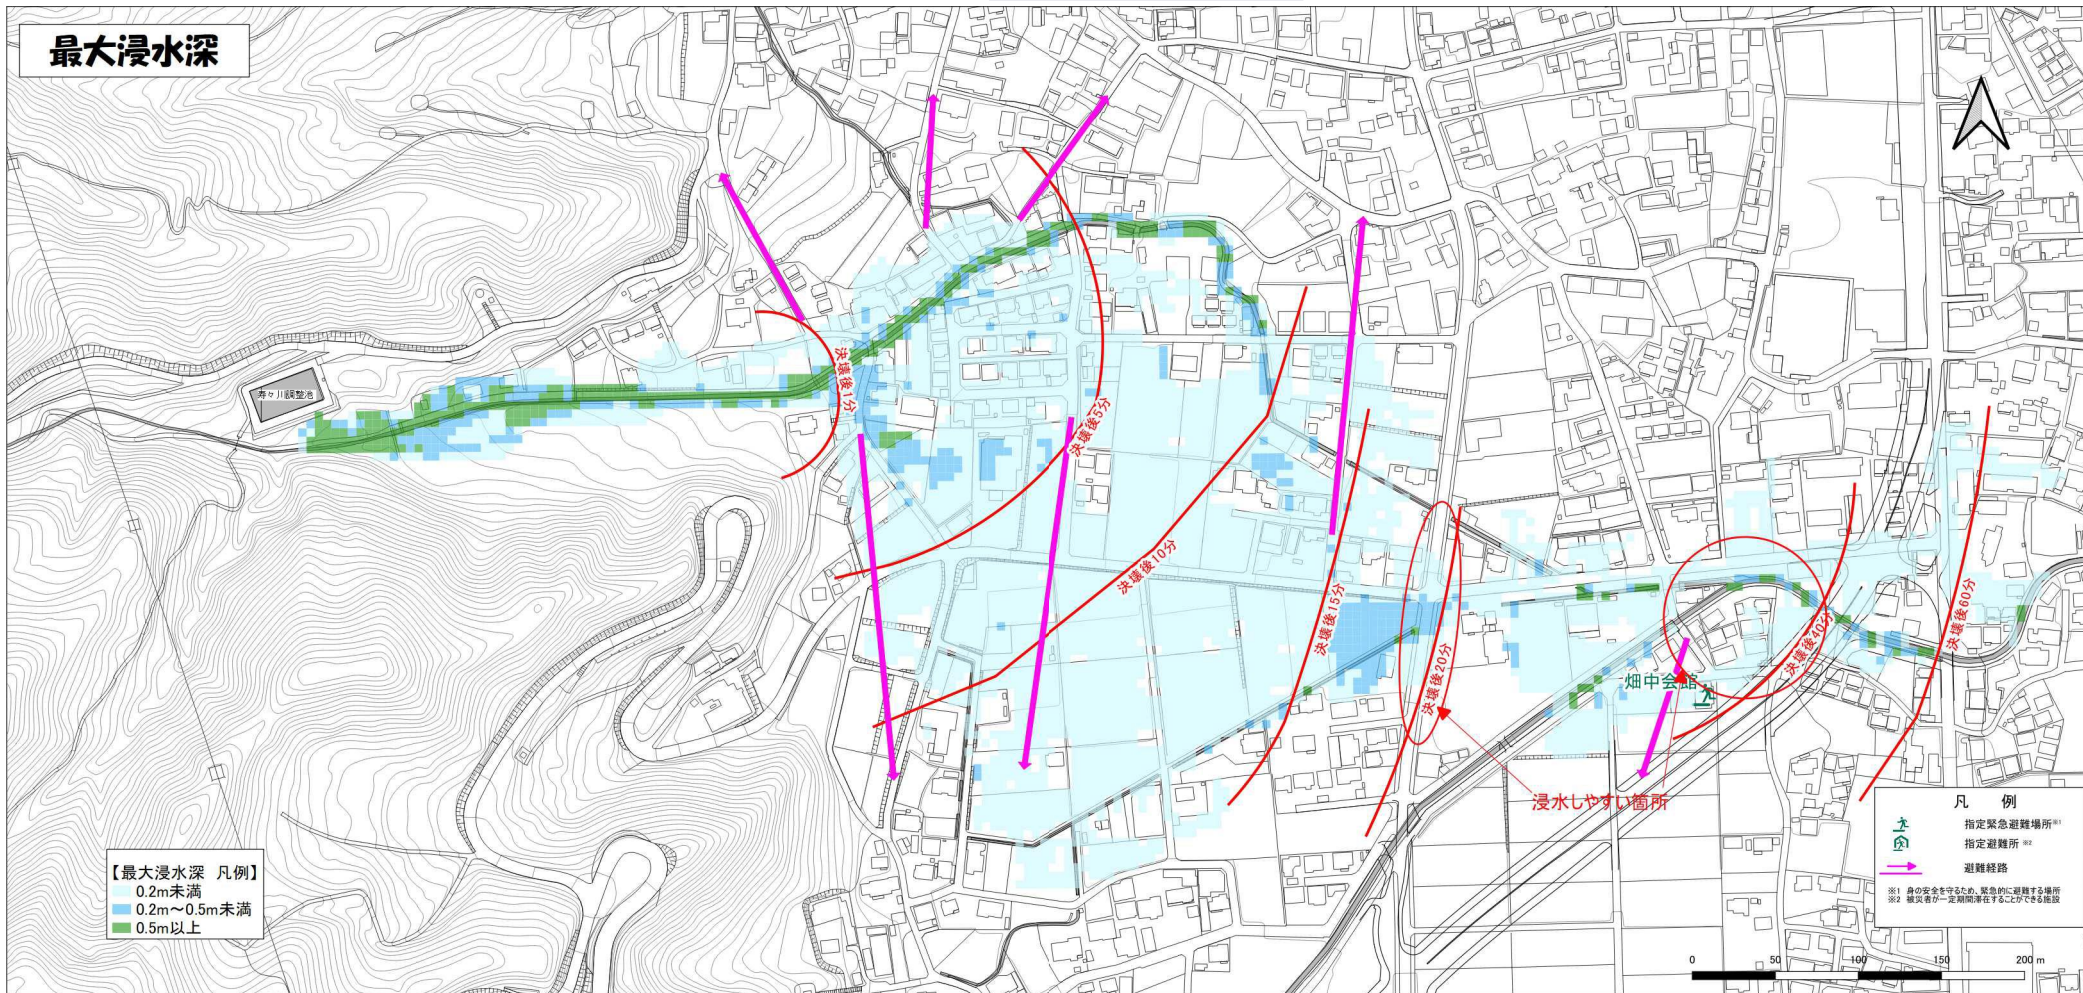 最大浸水深
寿々川調整池
決壊後1分
決壊後5分
決壊後10分
決壊後15分
決壊後20分
決壊後40分
決壊後60分
畑中会館
浸水しやすい箇所
【最大浸水深 凡例】
0.2m未満
0.2m～0.5m未満
0.5m以上
凡 例
指定緊急避難場所※1
指定避難所 ※2
避難経路
※1 身の安全を守るため、緊急的に避難する場所
※2 被災者が一定期間滞在することができる施設
0 50 100 150 200 m